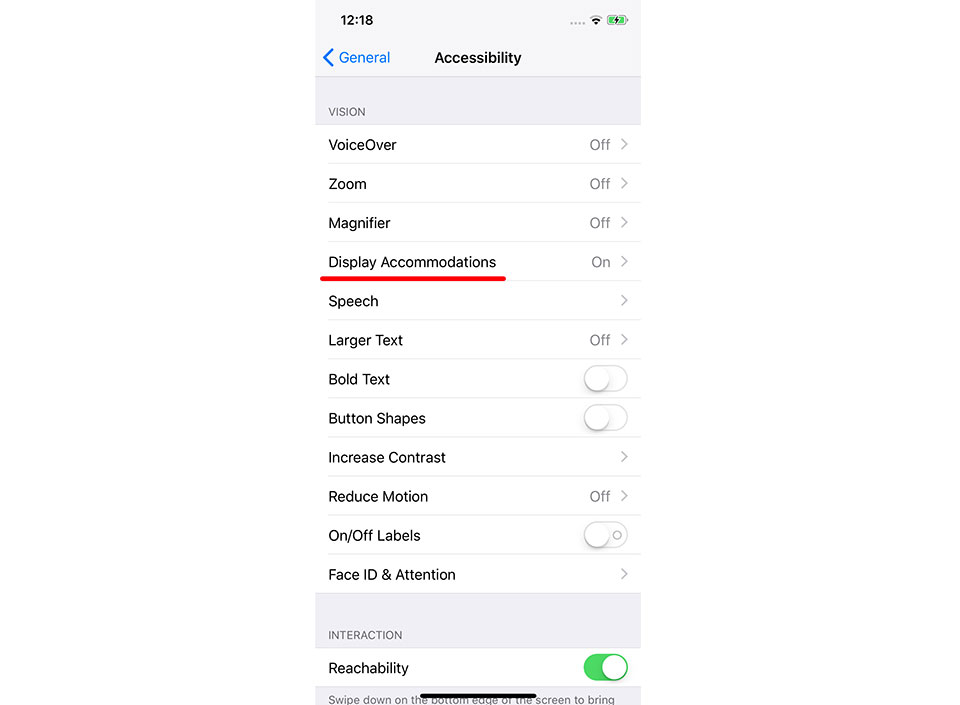 12:18
General Accessibility
VISION
VoiceOver Off
Zoom Off
Magnifier Off
Display Accommodations On
Speech
Larger Text Off
Bold Text
Button Shapes
Increase Contrast
Reduce Motion Off
On/Off Labels
Face ID & Attention
INTERACTION
Reachability
Swipe down on the bottom edge of the screen to bring